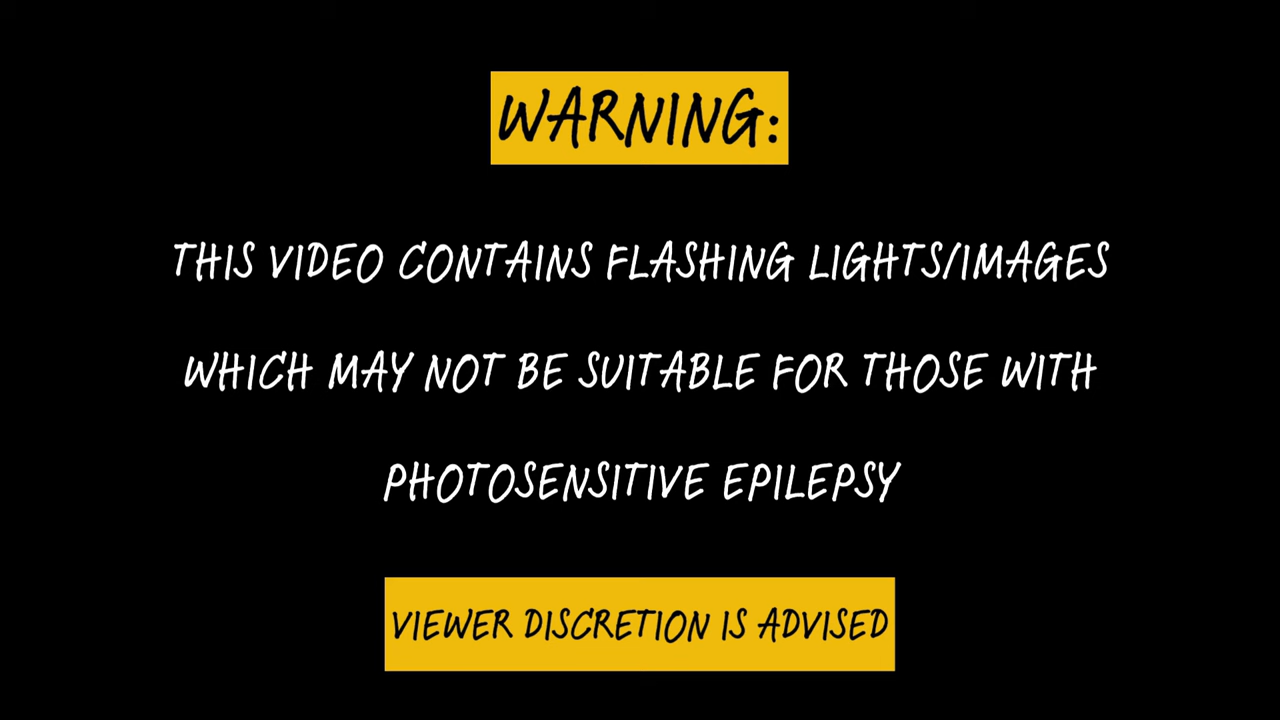 WARNING:
THIS VIDEO CONTAINS FLASHING LIGHTS/IMAGES
WHICH MAY NOT BE SUITABLE FOR THOSE WITH
PHOTOSENSITIVE EPILEPSY
VIEWER DISCRETION IS ADVISED